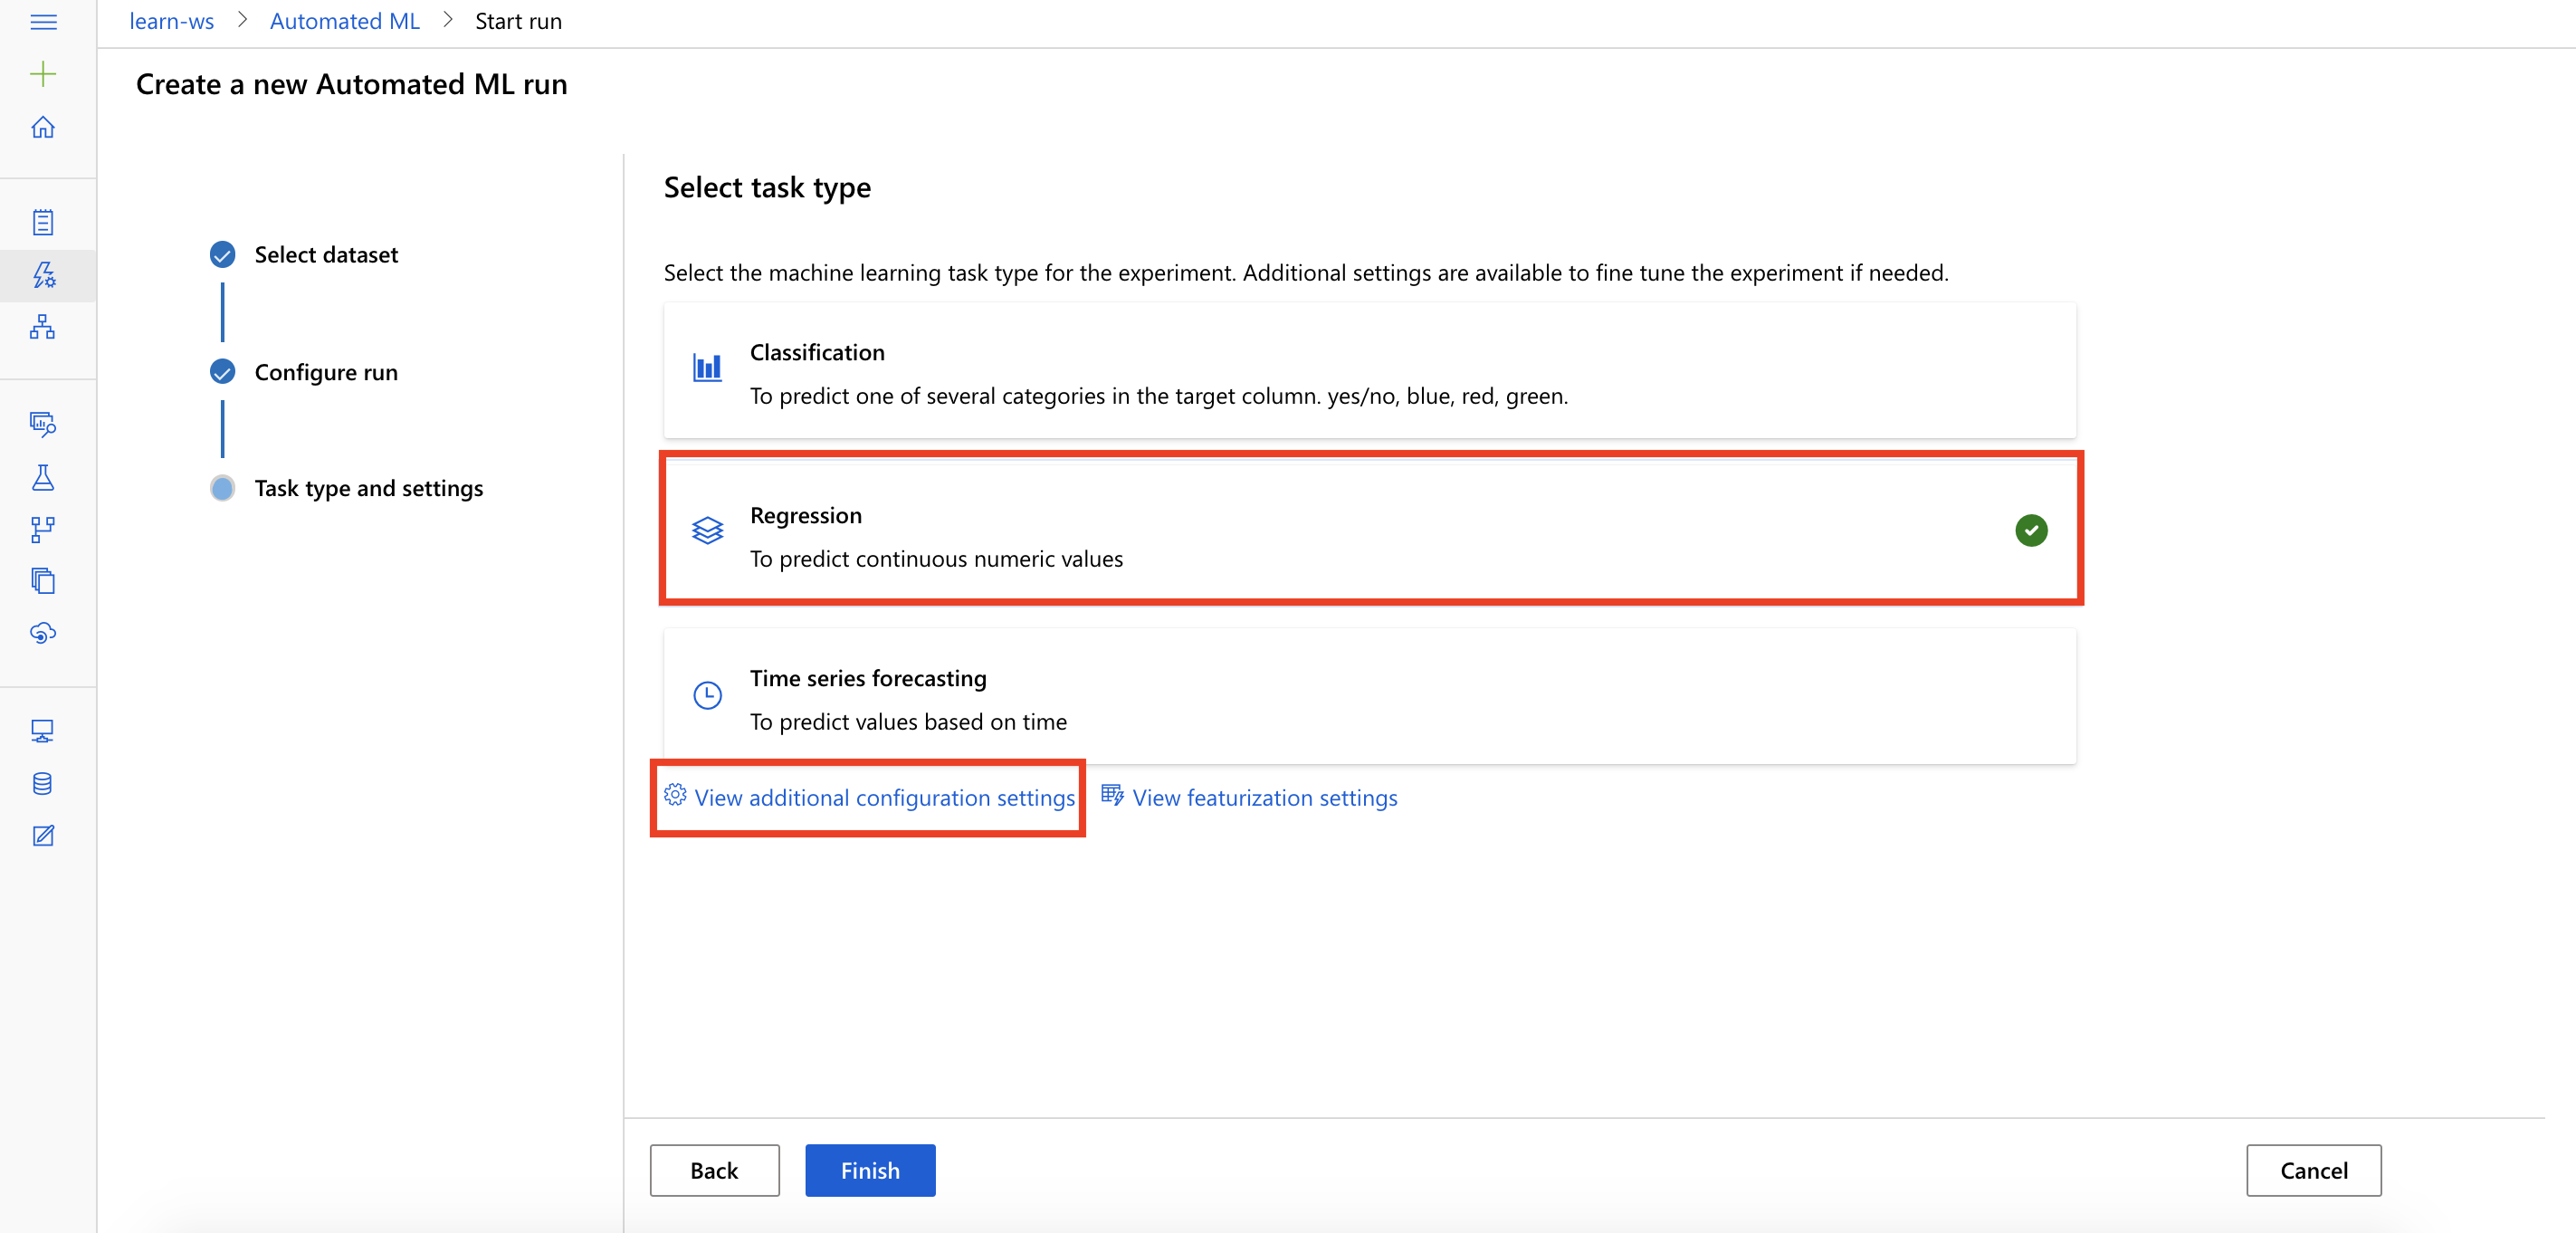 learn-ws > Automated ML > Start run
Create a new Automated ML run
Select dataset
Configure run
Task type and settings
Select task type
Select the machine learning task type for the experiment. Additional settings are available to fine tune the experiment if needed.
Classification
To predict one of several categories in the target column. yes/no, blue, red, green.
Regression
To predict continuous numeric values
Time series forecasting
To predict values based on time
View additional configuration settings View featurization settings
Back Finish Cancel